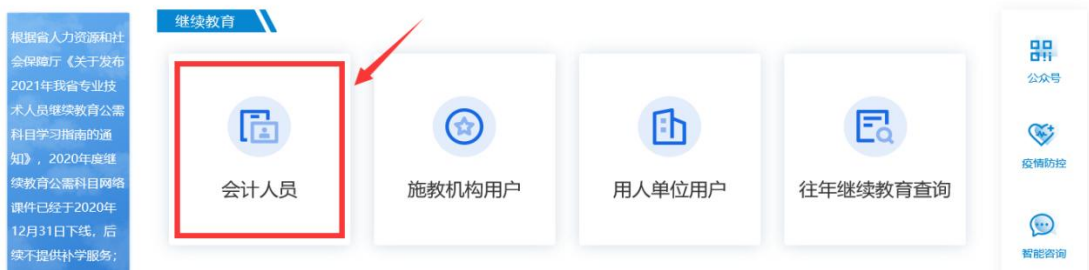 根据省人力资源和社
会保障厅《关于发布
2021年我省专业技
术人员继续教育公需
科目学习指南的通
知》，2020年度继
续教育公需科目网络
课件已经于2020年
12月31日下线，后
续不提供补学服务；
继续教育
会计人员
施教机构用户
用人单位用户
往年继续教育查询
公众号
疫情防控
智能咨询